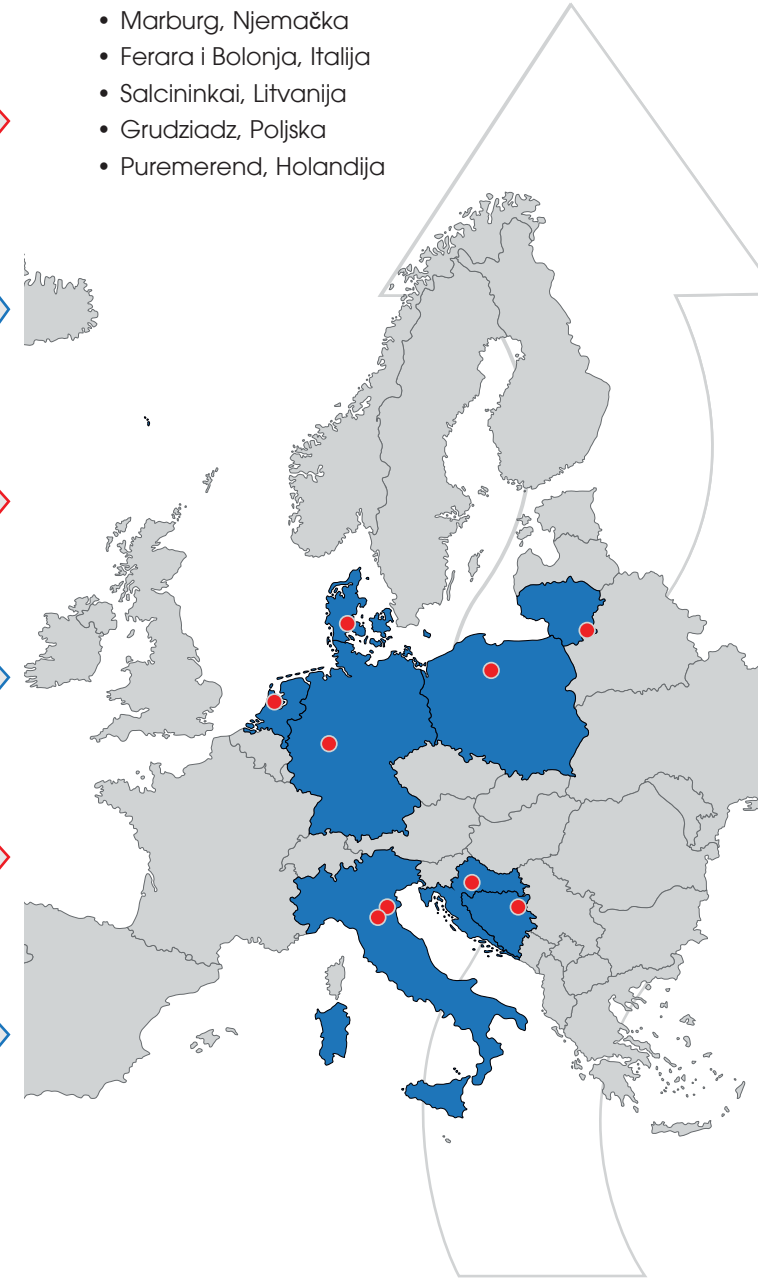 • Marburg, Njemačka
• Ferara i Bolonja, Italija
• Salcininkai, Litvanija
• Grudziadz, Poljska
• Puremerend, Holandija